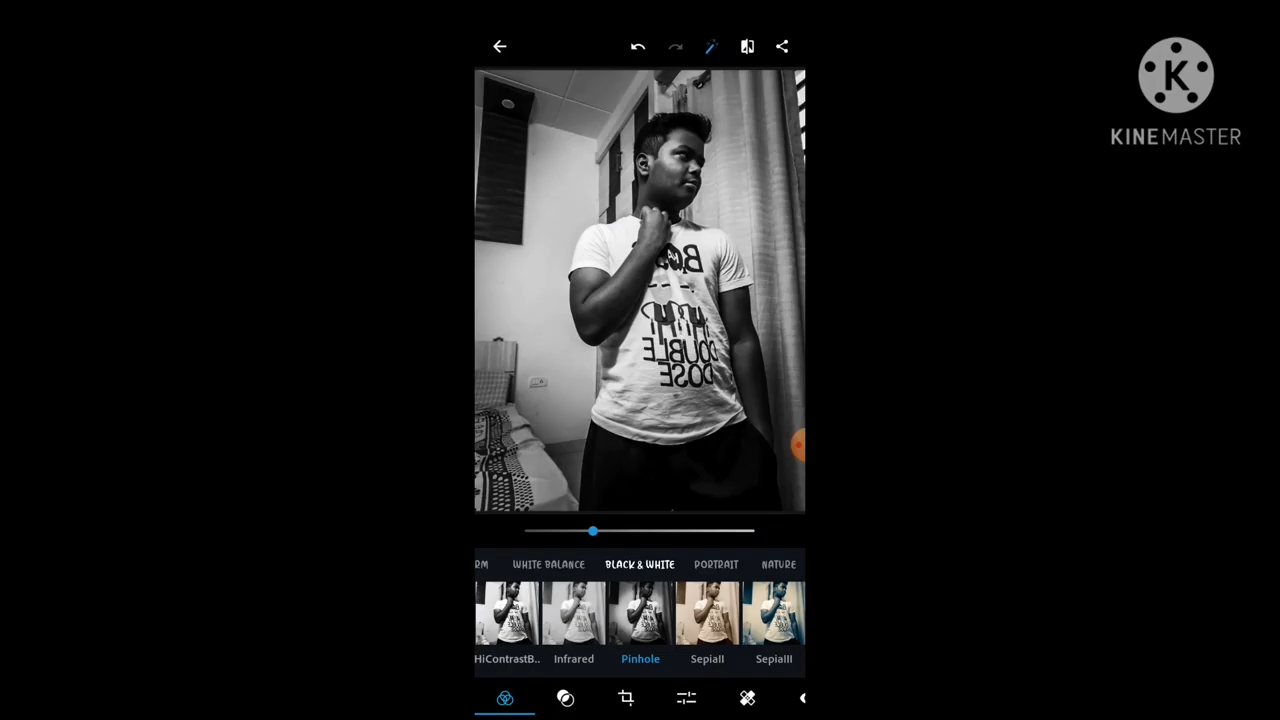 KINEMASTER
B
DOUBLE
DOSE
RM WHITE BALANCE BLACK & WHITE PORTRAIT NATURE
HiContrastB.. Infrared Pinhole SepiaII SepiaIII